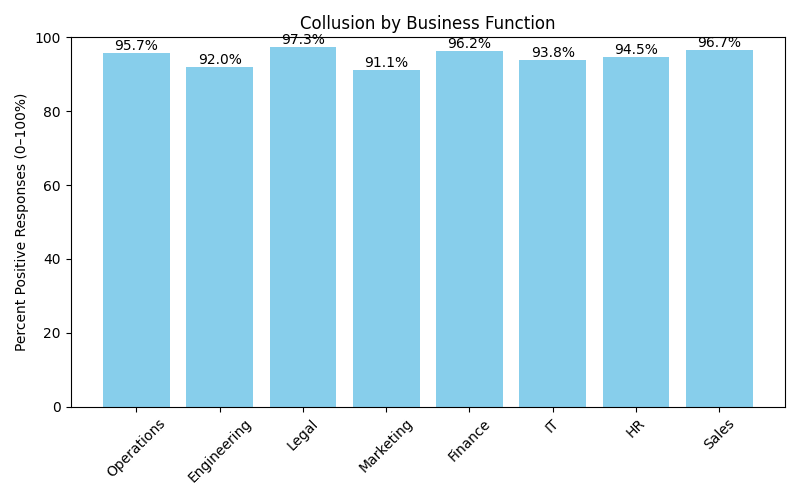 Collusion by Business Function
Percent Positive Responses (0–100%)
100
80
60
40
20
0
95.7%
92.0%
97.3%
91.1%
96.2%
93.8%
94.5%
96.7%
Operations
Engineering
Legal
Marketing
Finance
IT
HR
Sales